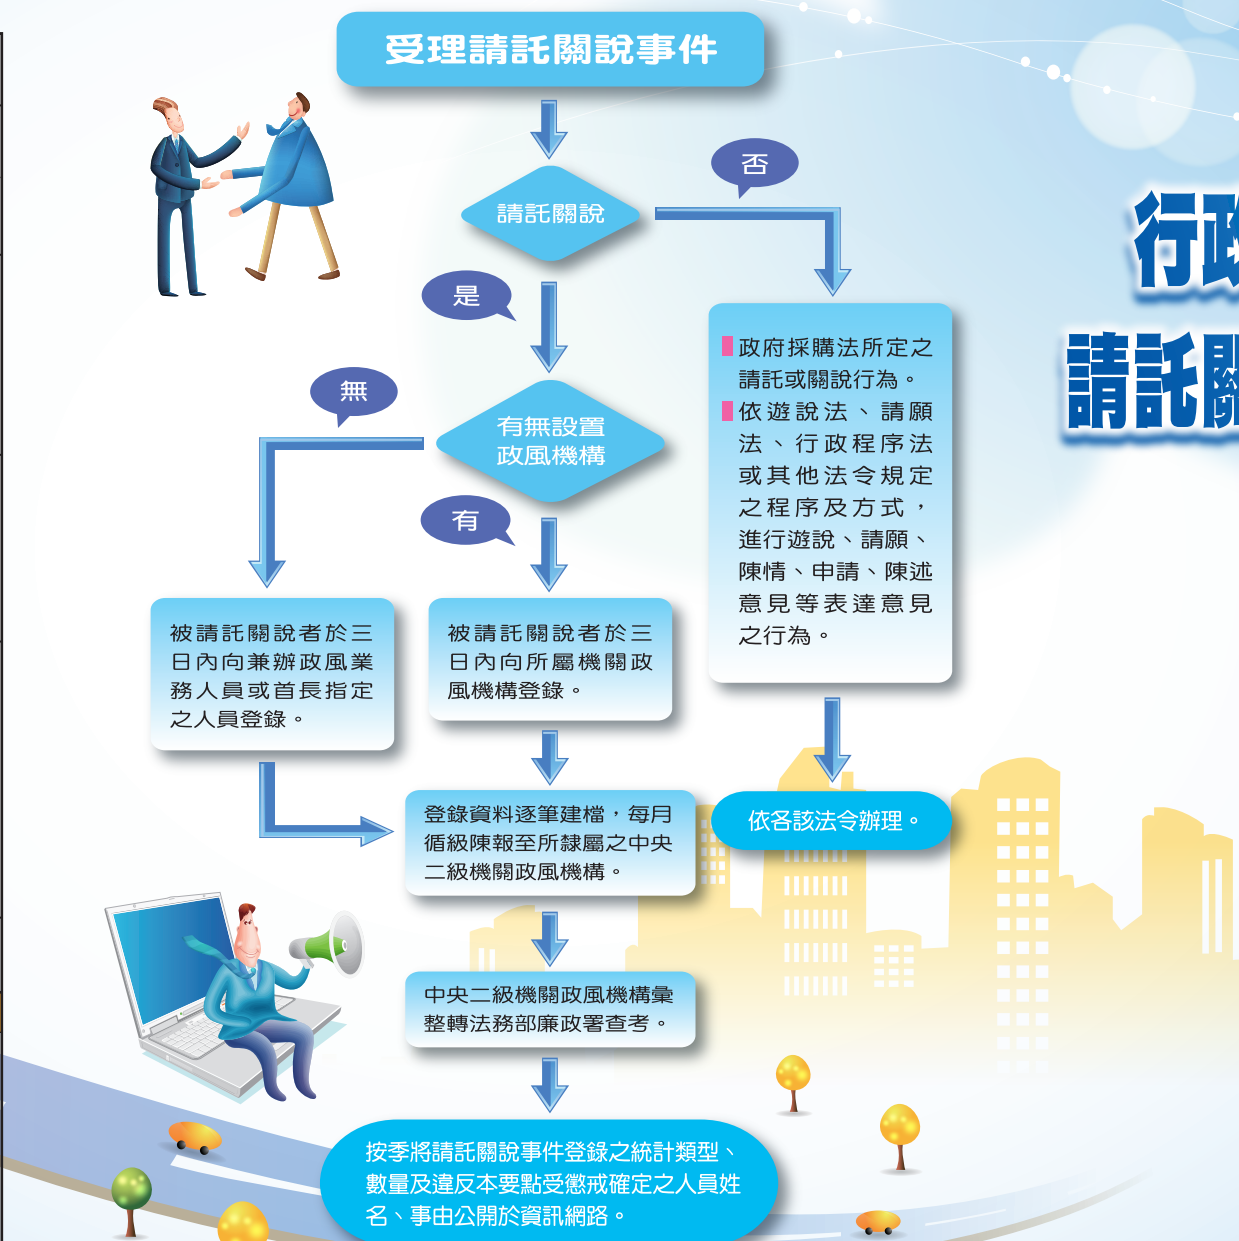 受理請託關說事件
請託關說
否
是
行政
請託關
政府採購法所定之
請託或關說行為。
依遊說法、請願
法、行政程序法
或其他法令規定
之程序及方式，
進行遊說、請願、
陳情、申請、陳述
意見等表達意見
之行為。
無
有無設置
政風機構
有
被請託關說者於三
日內向兼辦政風業
務人員或首長指定
之人員登錄。
被請託關說者於三
日內向所屬機關政
風機構登錄。
登錄資料逐筆建檔，每月
循級陳報至所隸屬之中央
二級機關政風機構。
依各該法令辦理。
中央二級機關政風機構彙
整轉法務部廉政署查考。
按季將請託關說事件登錄之統計類型、
數量及違反本要點受懲戒確定之人員姓
名、事由公開於資訊網路。